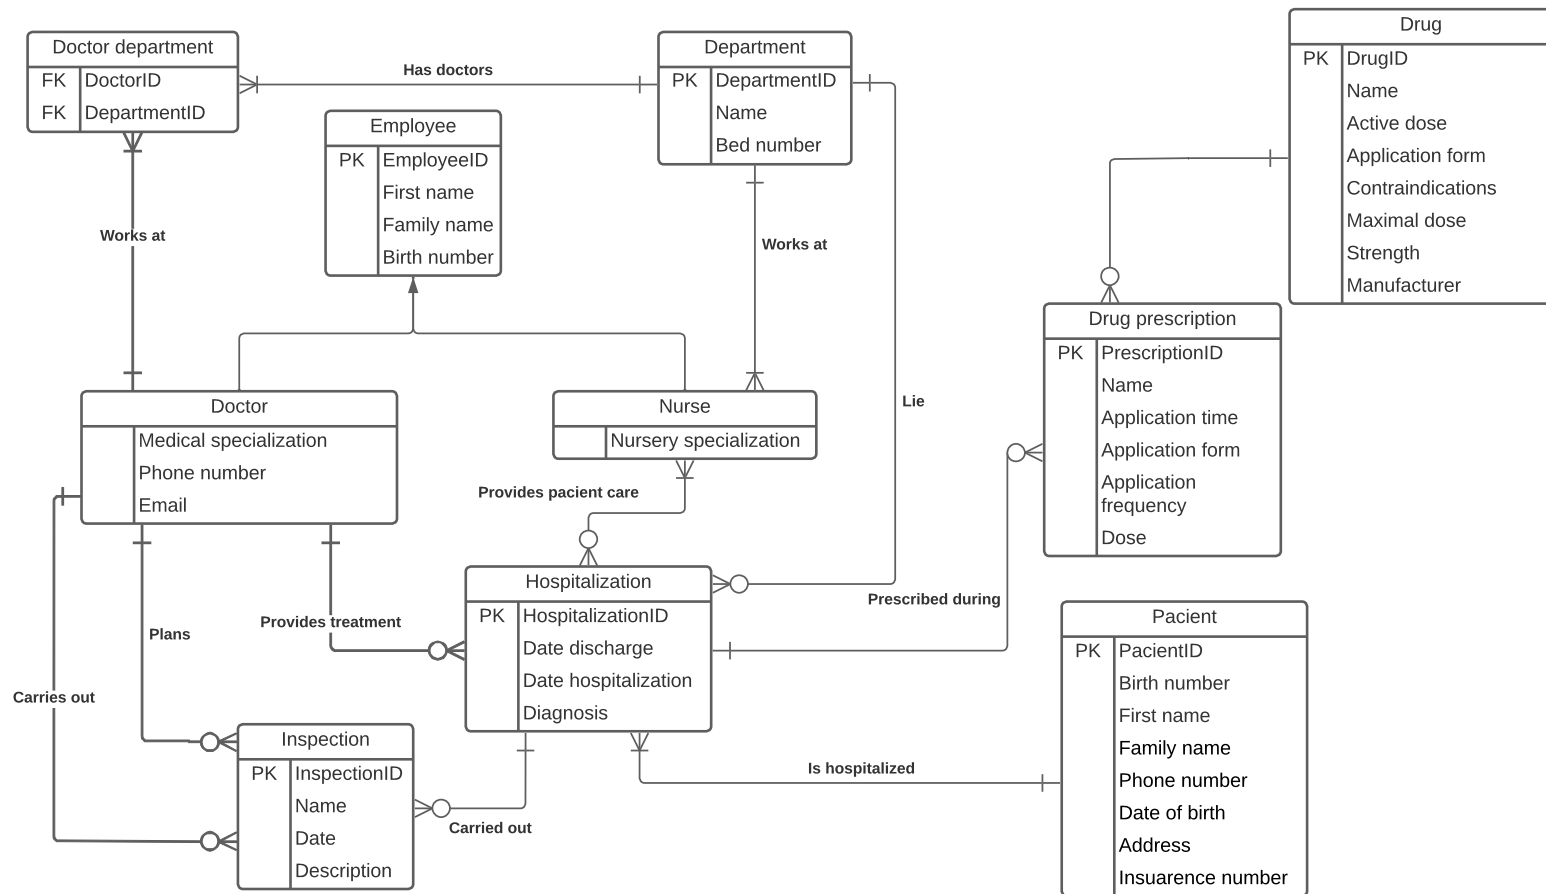 Doctor department
FK DoctorID
FK DepartmentID
Has doctors
Department
PK DepartmentID
Name
Bed number
Drug
PK DrugID
Name
Active dose
Application form
Contraindications
Maximal dose
Strength
Manufacturer
Employee
PK EmployeeID
First name
Family name
Birth number
Works at
Works at
Drug prescription
PK PrescriptionID
Name
Application time
Application form
Application
frequency
Dose
Doctor
Medical specialization
Phone number
Email
Nurse
Nursery specialization
Lie
Provides pacient care
Hospitalization
PK HospitalizationID
Date discharge
Date hospitalization
Diagnosis
Prescribed during
Provides treatment
Plans
Carries out
Pacient
PK PacientID
Birth number
First name
Family name
Phone number
Date of birth
Address
Insuarence number
Inspection
PK InspectionID
Name
Date
Description
Is hospitalized
Carried out